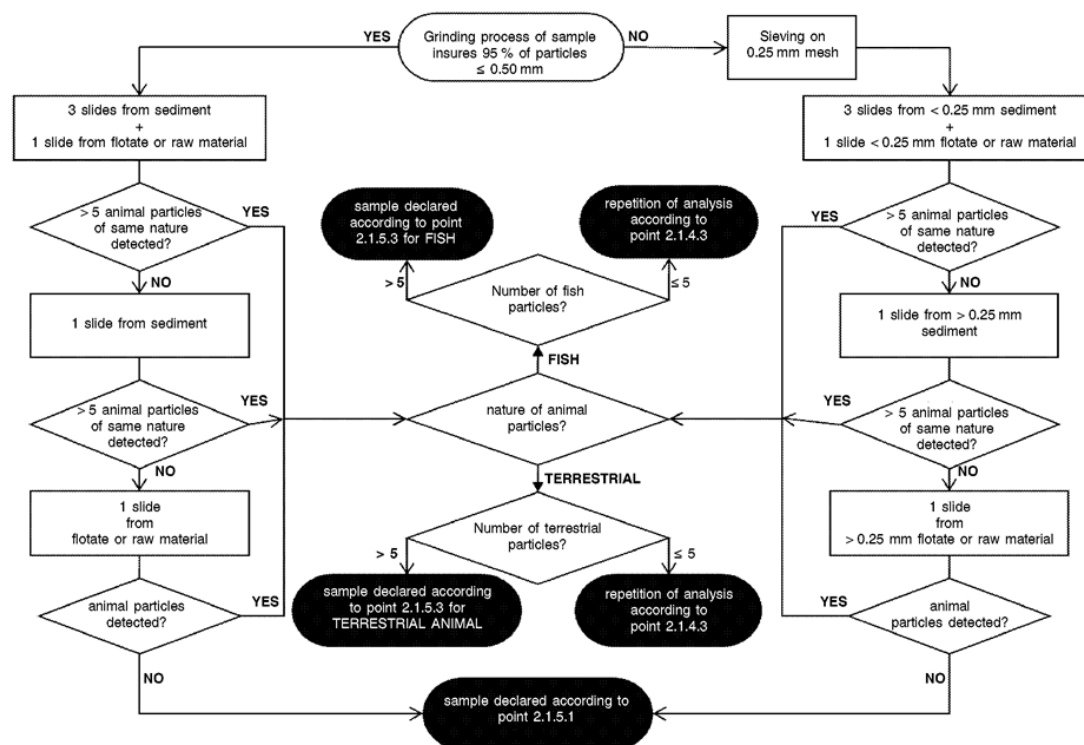 YES
Grinding process of sample
insures 95 % of particles
≤ 0.50 mm
NO
Sieving on
0.25 mm mesh
3 slides from sediment
+
1 slide from flotate or raw material
3 slides from < 0.25 mm sediment
+
1 slide < 0.25 mm flotate or raw material
> 5 animal particles
of same nature
detected?
YES
sample declared
according to point
2.1.5.3 for FISH
repetition of analysis
according to
point 2.1.4.3
YES
> 5 animal particles
of same nature
detected?
NO
> 5
Number of fish
particles?
≤ 5
NO
1 slide from sediment
1 slide from > 0.25 mm
sediment
FISH
> 5 animal particles
of same nature
detected?
YES
nature of animal
particles?
YES
> 5 animal particles
of same nature
detected?
NO
TERRESTRIAL
NO
1 slide
from
flotate or raw material
Number of terrestrial
particles?
1 slide
from
> 0.25 mm flotate or raw material
> 5
≤ 5
animal particles
detected?
YES
sample declared according
to point 2.1.5.3 for
TERRESTRIAL ANIMAL
repetition of analysis
according to
point 2.1.4.3
YES
animal
particles detected?
NO
NO
sample declared according to
point 2.1.5.1